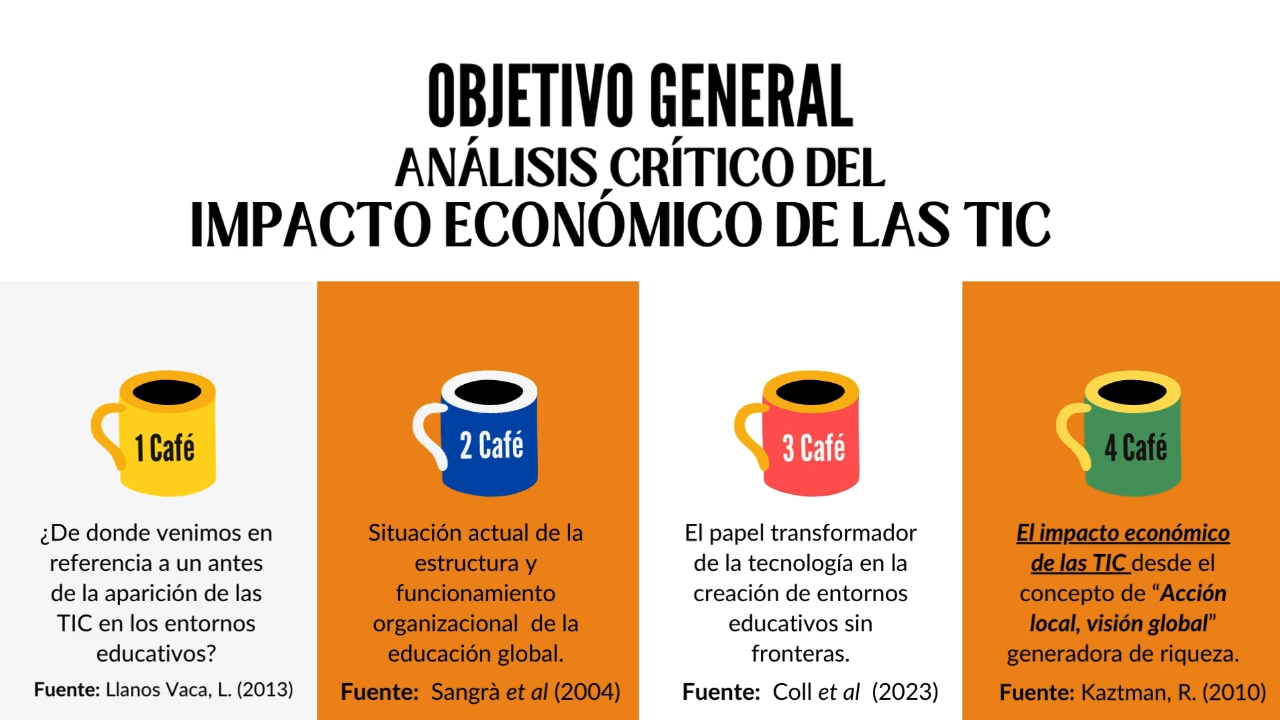 OBJETIVO GENERAL
ANÁLISIS CRÍTICO DEL
IMPACTO ECONÓMICO DE LAS TIC
1 Café
¿De donde venimos en
referencia a un antes
de la aparición de las
TIC en los entornos
educativos?
Fuente: Llanos Vaca, L. (2013)
2 Café
Situación actual de la
estructura y
funcionamiento
organizacional de la
educación global.
Fuente: Sangrà et al (2004)
3 Café
El papel transformador
de la tecnología en la
creación de entornos
educativos sin
fronteras.
Fuente: Coll et al (2023)
4 Café
El impacto económico
de las TIC desde el
concepto de “Acción
local, visión global”
generadora de riqueza.
Fuente: Kaztman, R. (2010)